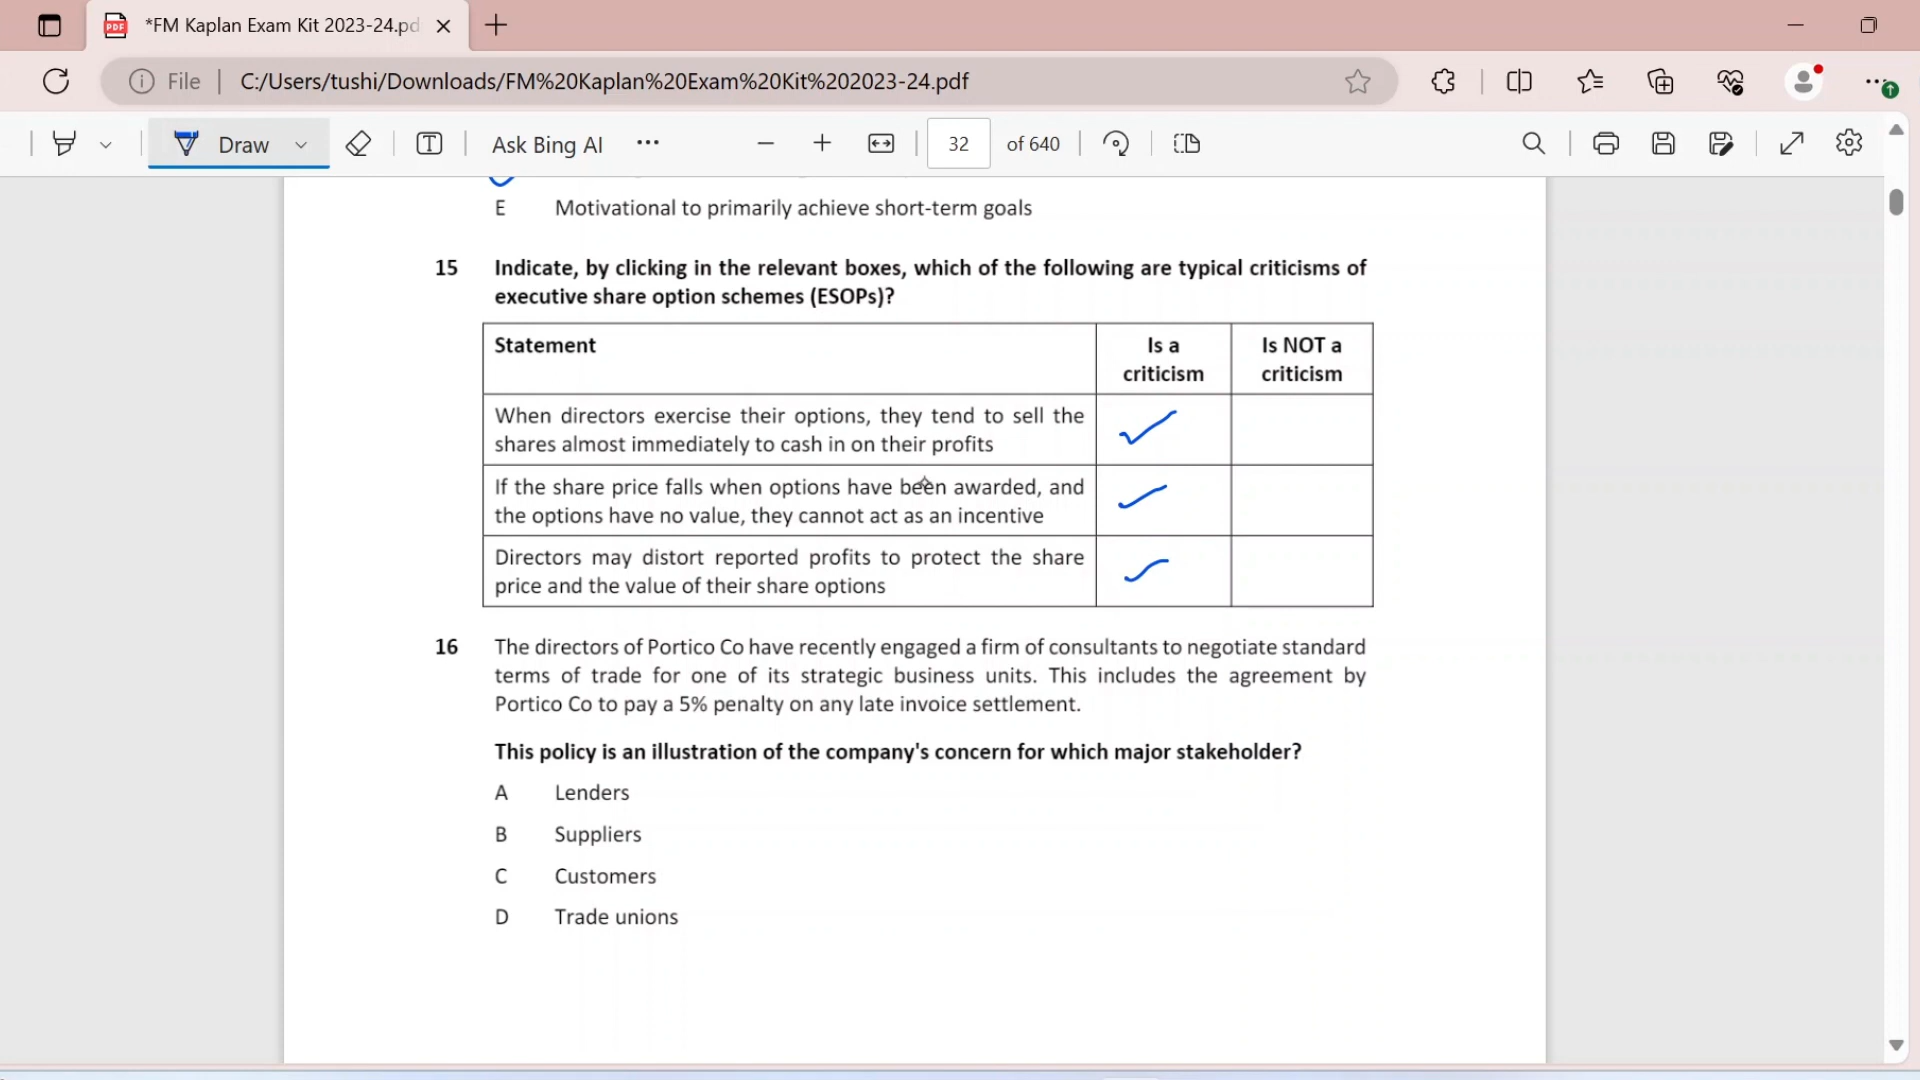 *FM Kaplan Exam Kit 2023-24.pd
File
C:/Users/tushi/Downloads/FM%20Kaplan%20Exam%20Kit%202023-24.pdf
Draw
Ask Bing AI
32
of 640
E Motivational to primarily achieve short-term goals
15 Indicate, by clicking in the relevant boxes, which of the following are typical criticisms of
executive share option schemes (ESOPs)?
Statement
Is a
criticism
Is NOT a
criticism
When directors exercise their options, they tend to sell the
shares almost immediately to cash in on their profits
If the share price falls when options have been awarded, and
the options have no value, they cannot act as an incentive
Directors may distort reported profits to protect the share
price and the value of their share options
16 The directors of Portico Co have recently engaged a firm of consultants to negotiate standard
terms of trade for one of its strategic business units. This includes the agreement by
Portico Co to pay a 5% penalty on any late invoice settlement.
This policy is an illustration of the company's concern for which major stakeholder?
A Lenders
B Suppliers
C Customers
D Trade unions